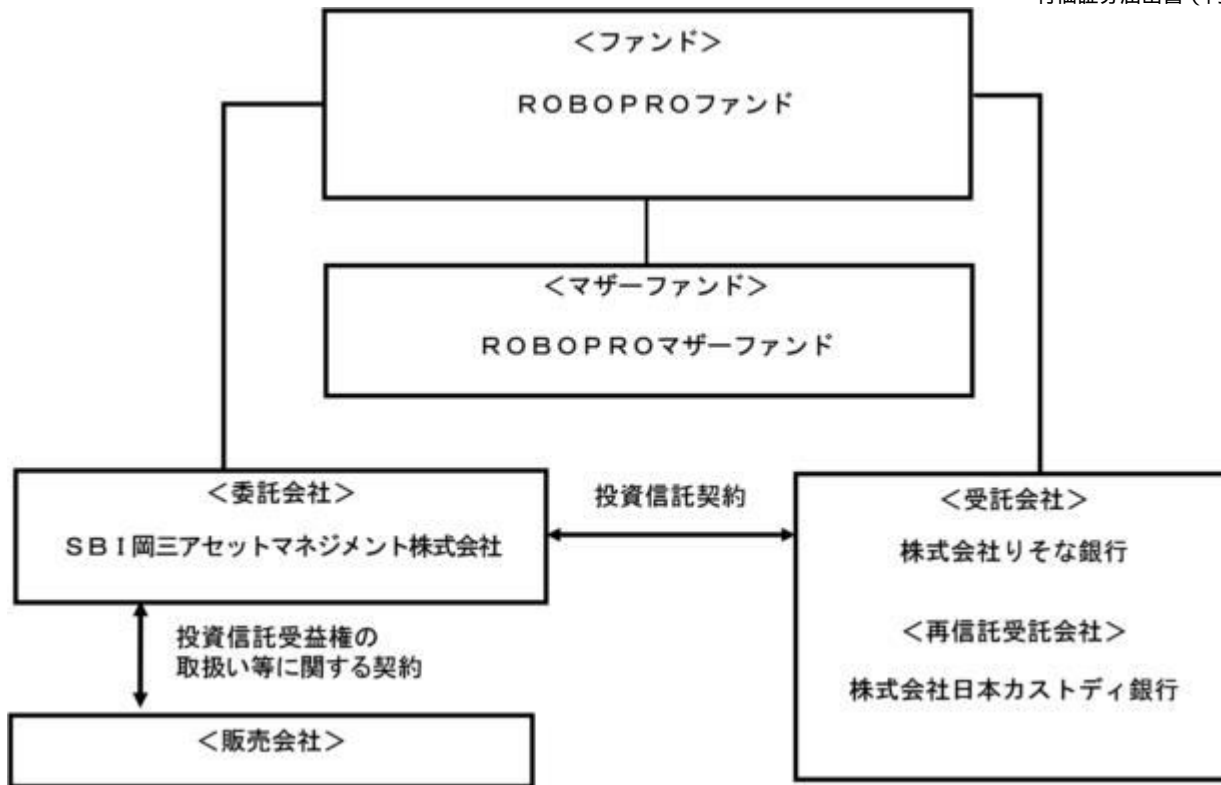 ＜ファンド＞
ＲＯＢＯＰＲＯファンド
＜マザーファンド＞
ＲＯＢＯＰＲＯマザーファンド
＜委託会社＞
ＳＢＩ岡三アセットマネジメント株式会社
投資信託契約
＜受託会社＞
株式会社りそな銀行
＜再信託受託会社＞
株式会社日本カストディ銀行
投資信託受益権の
取扱い等に関する契約
＜販売会社＞